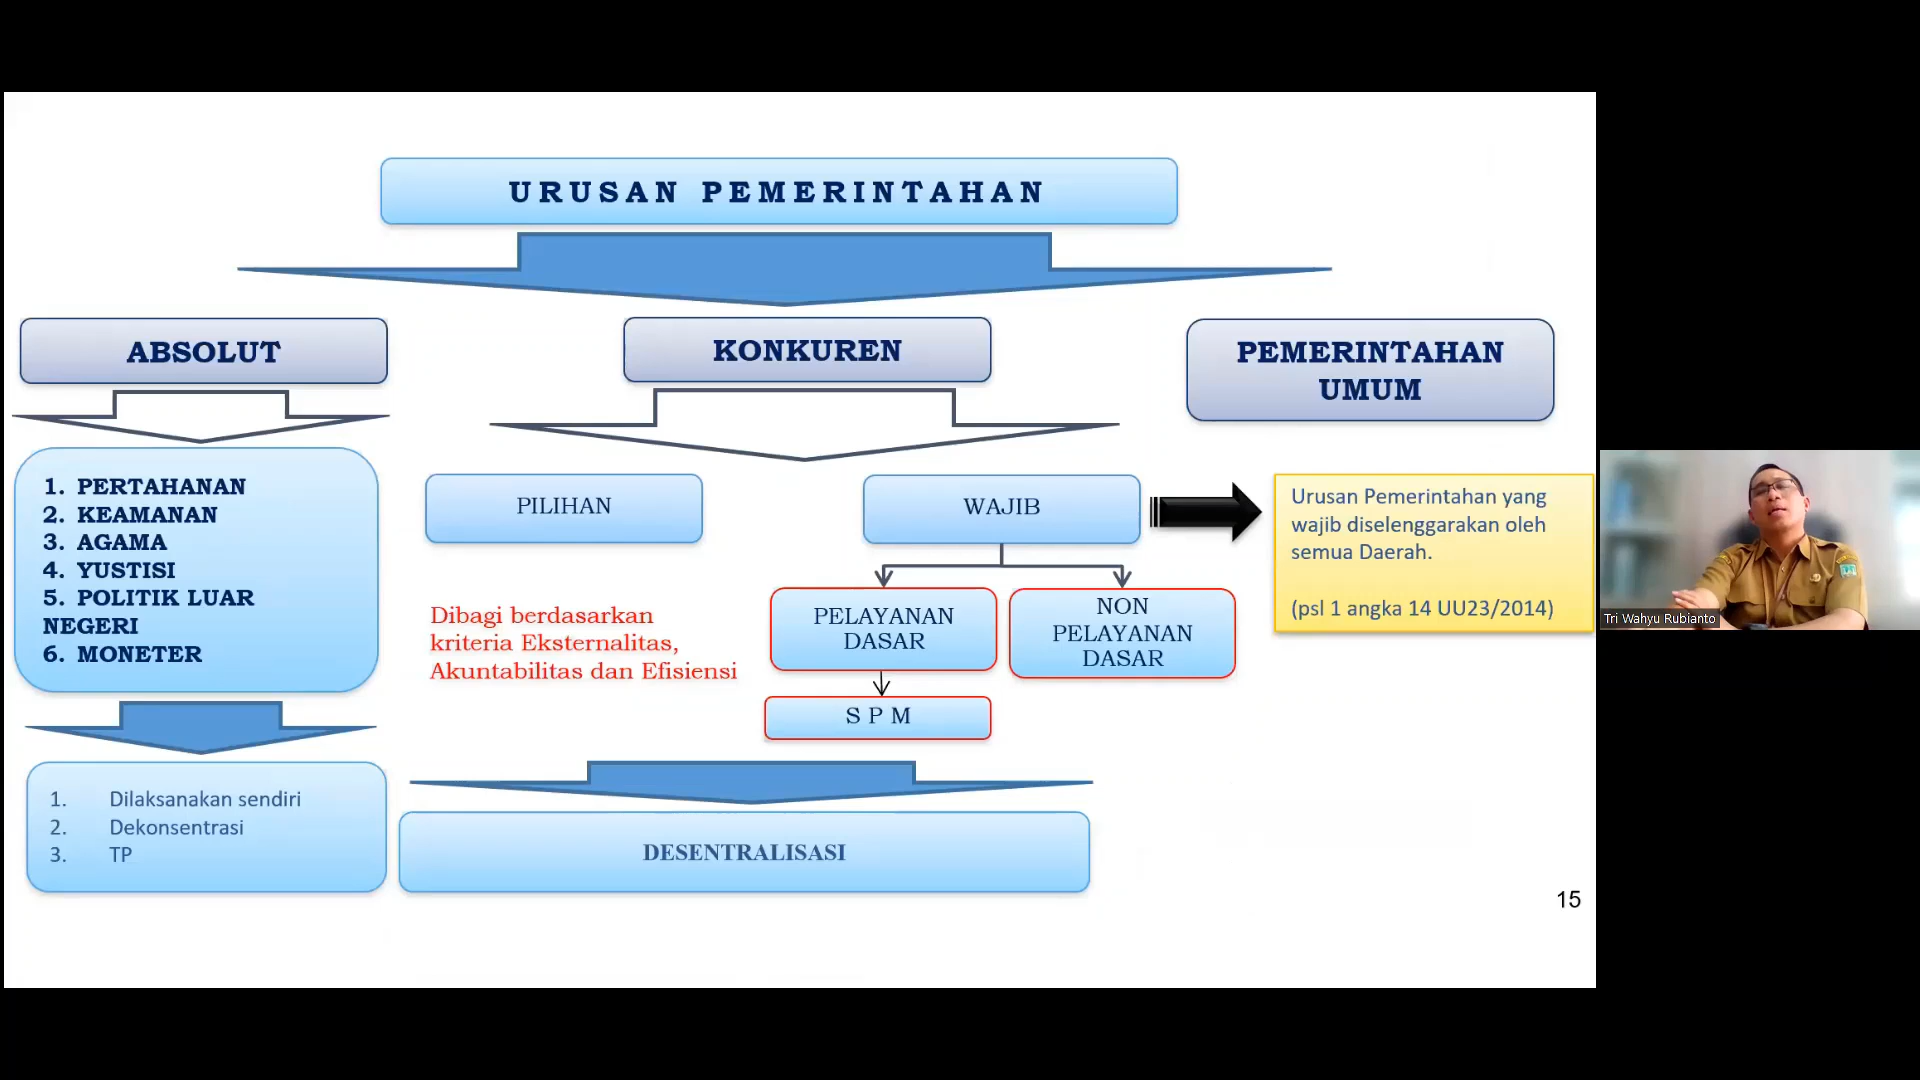 URUSAN PEMERINTAHAN
ABSOLUT
1. PERTAHANAN
2. KEAMANAN
3. AGAMA
4. YUSTISI
5. POLITIK LUAR
NEGERI
6. MONETER
1. Dilaksanakan sendiri
2. Dekonsentrasi
3. TP
KONKUREN
PILIHAN
WAJIB
Dibagi berdasarkan
kriteria Eksternalitas,
Akuntabilitas dan Efisiensi
PELAYANAN
DASAR
NON
PELAYANAN
DASAR
S P M
DESENTRALISASI
PEMERINTAHAN
UMUM
Urusan Pemerintahan yang
wajib diselenggarakan oleh
semua Daerah.
(psl 1 angka 14 UU23/2014)
15
Tri Wahyu Rubianto